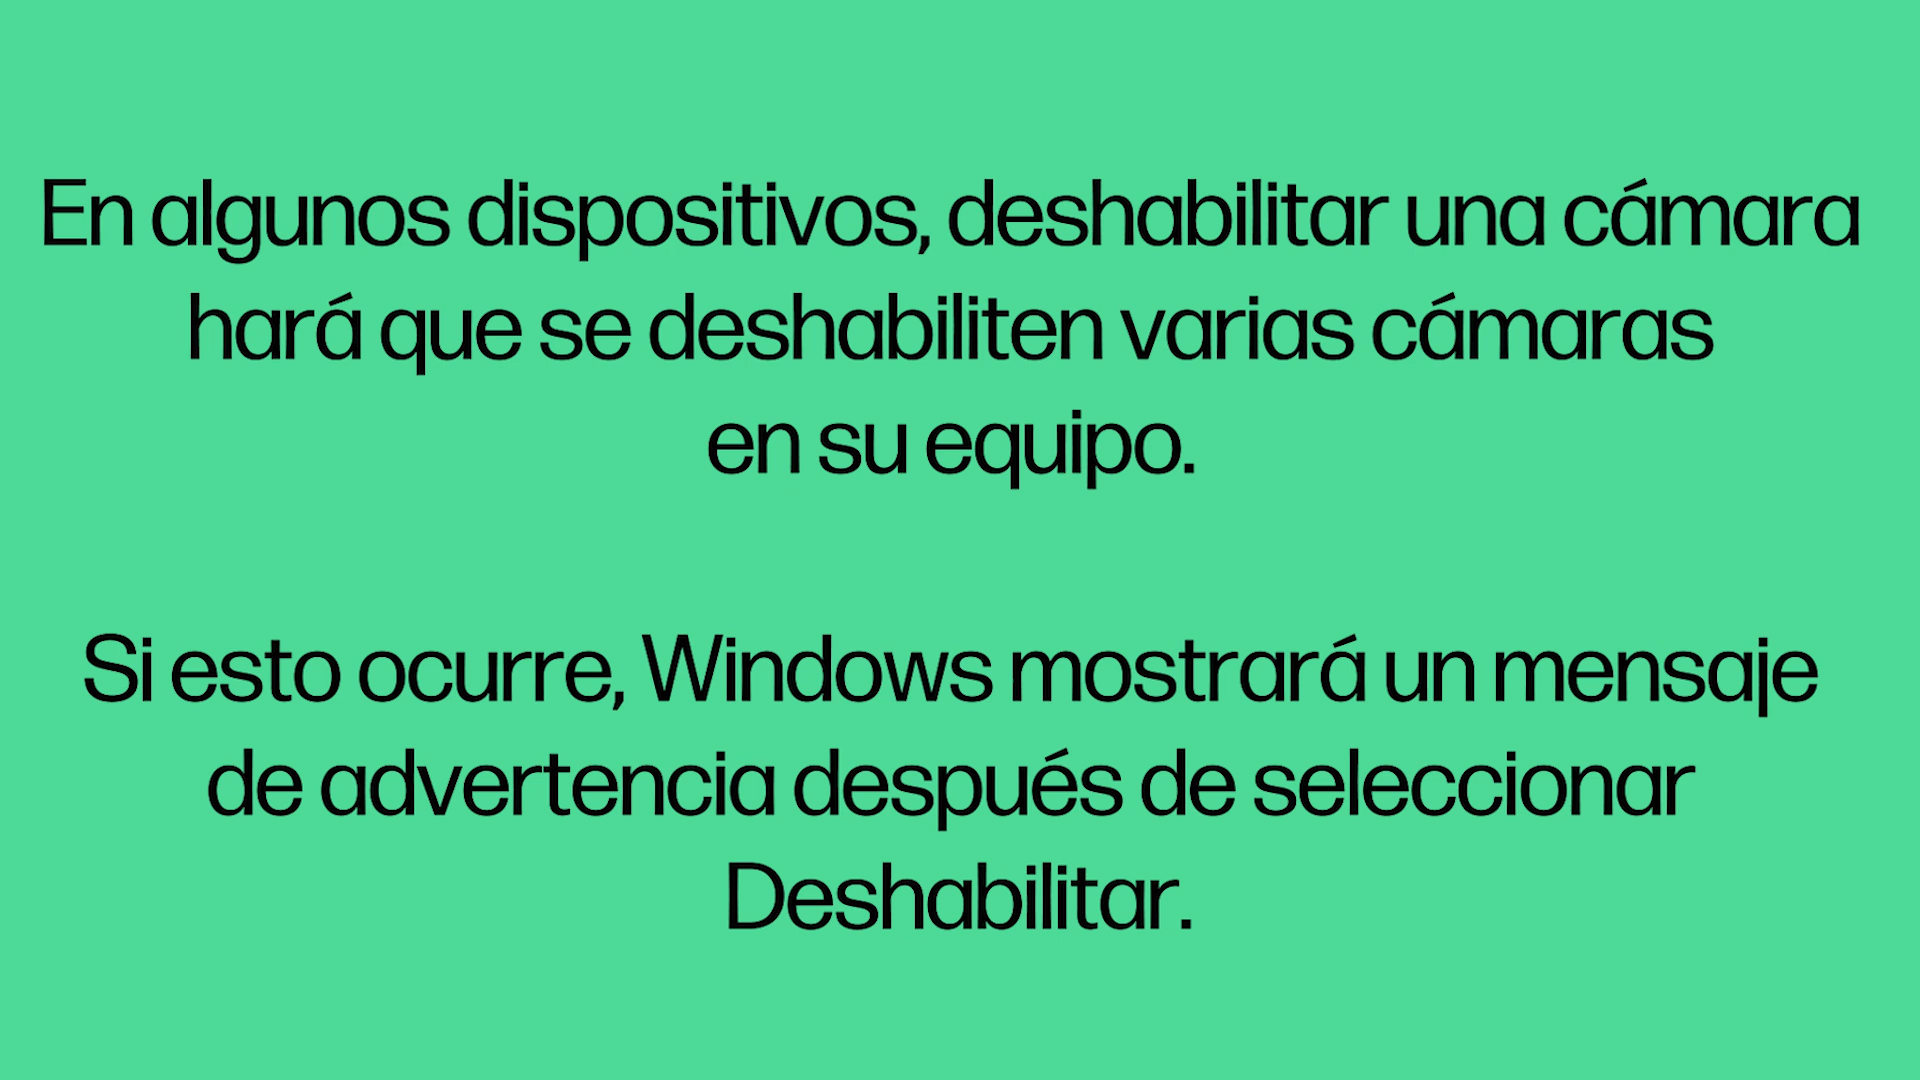 En algunos dispositivos, deshabilitar una cámara
hará que se deshabiliten varias cámaras
en su equipo.
Si esto ocurre, Windows mostrará un mensaje
de advertencia después de seleccionar
Deshabilitar.